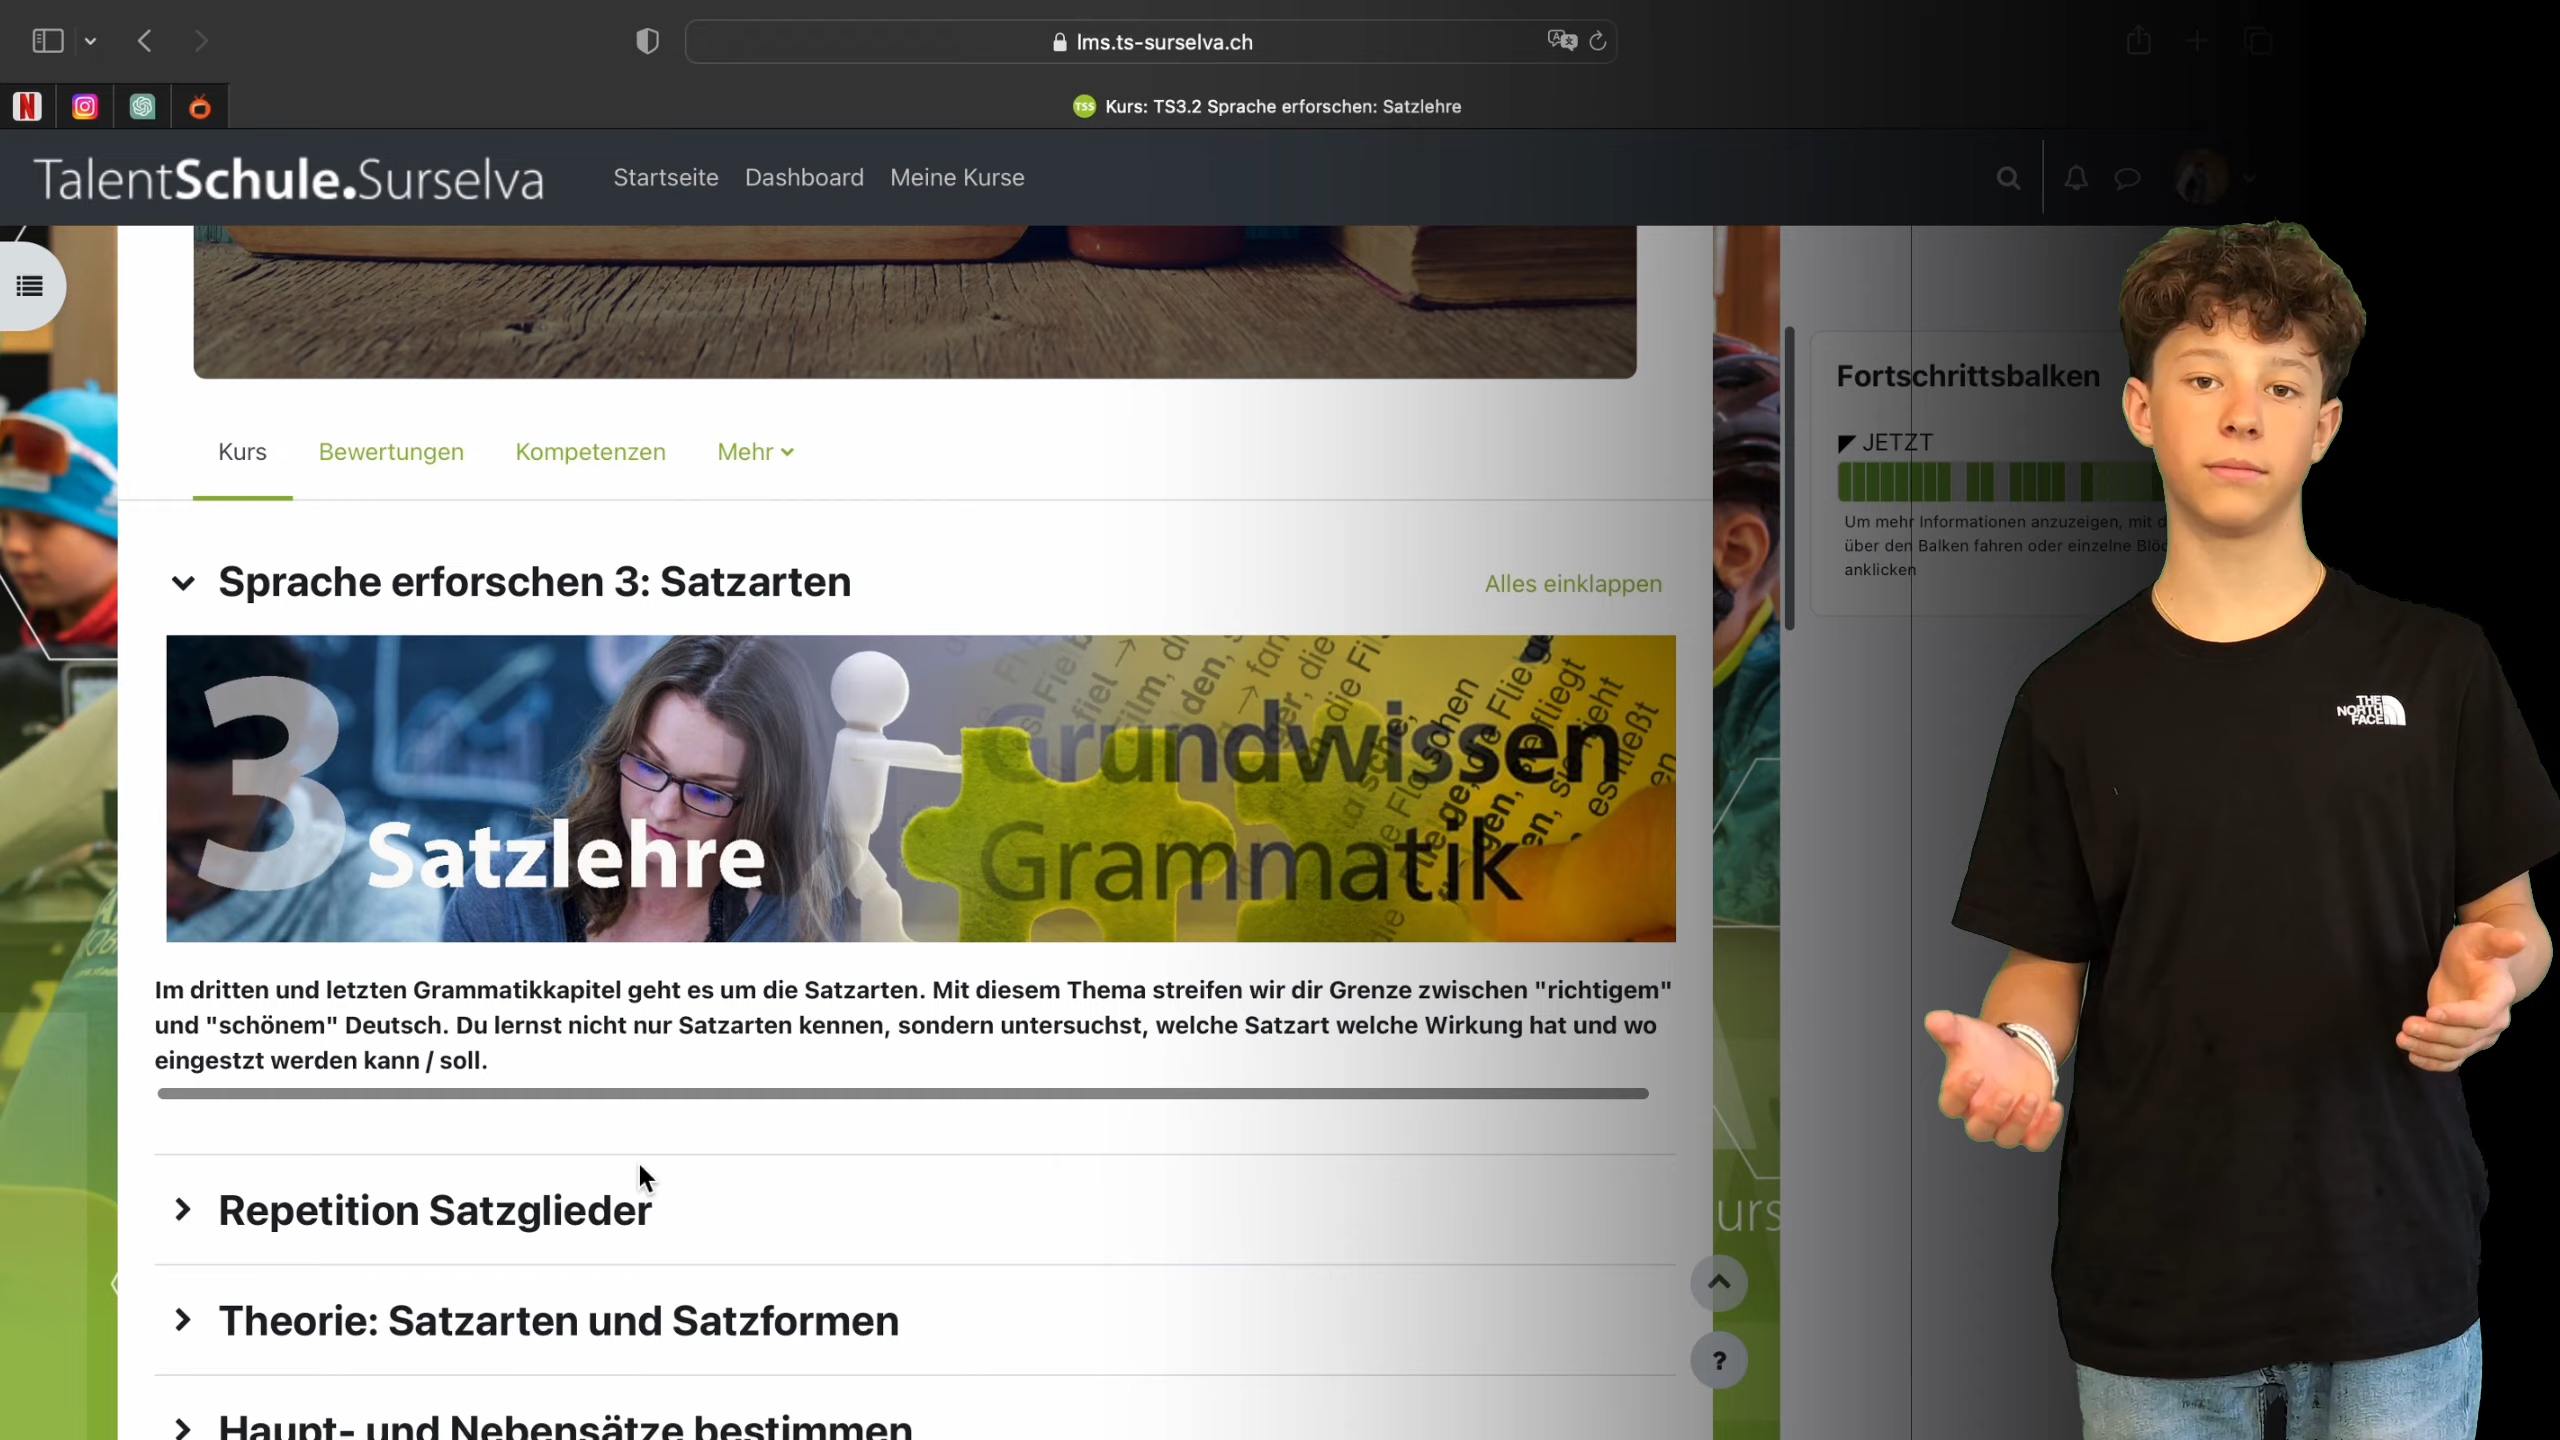 lms.ts-surselva.ch
TSS Kurs: TS3.2 Sprache erforschen: Satzlehre
TalentSchule.Surselva
Startseite Dashboard Meine Kurse
Kurs Bewertungen Kompetenzen Mehr
Sprache erforschen 3: Satzarten
Alles einklappen
3 Satzlehre
Grundwissen
Grammatik
Im dritten und letzten Grammatikkapitel geht es um die Satzarten. Mit diesem Thema streifen wir dir Grenze zwischen "richtigem"
und "schönem" Deutsch. Du lernst nicht nur Satzarten kennen, sondern untersuchst, welche Satzart welche Wirkung hat und wo
eingestzt werden kann / soll.
Repetition Satzglieder
Theorie: Satzarten und Satzformen
Haupt- und Nebensätze bestimmen
?
Fortschrittsbalken
JETZT
Um mehr Informationen anzuzeigen, mit d
über den Balken fahren oder einzelne Blöc
anklicken
THE
NORTH
FACE